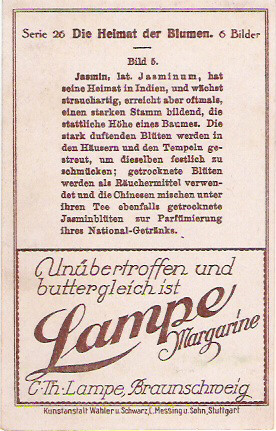 Serie 26 Die Heimat der Blumen. 6 Bilder
Bild 5.
Jasmin, lat. Jasminum, hat
seine Heimat in Indien, und wächst
strauchartig, erreicht aber oftmals,
einen starken Stamm bildend, die
stattliche Höhe eines Baumes. Die
stark duftenden Blüten werden in
den Häusern und den Tempeln ge-
streut, um dieselben festlich zu
schmücken; getrocknete Blüten
werden als Räuchermittel verwen-
det und die Chinesen mischen unter
ihren Tee ebenfalls getrocknete
Jasminblüten zur Parfümierung
ihres National-Getränks.
Unübertroffen und
buttergleich ist
Lampe
Margarine
C. Th. Lampe, Braunschweig
Kunstanstalt Wahler u. Schwarz, L. Messing u. Sohn, Stuttgart